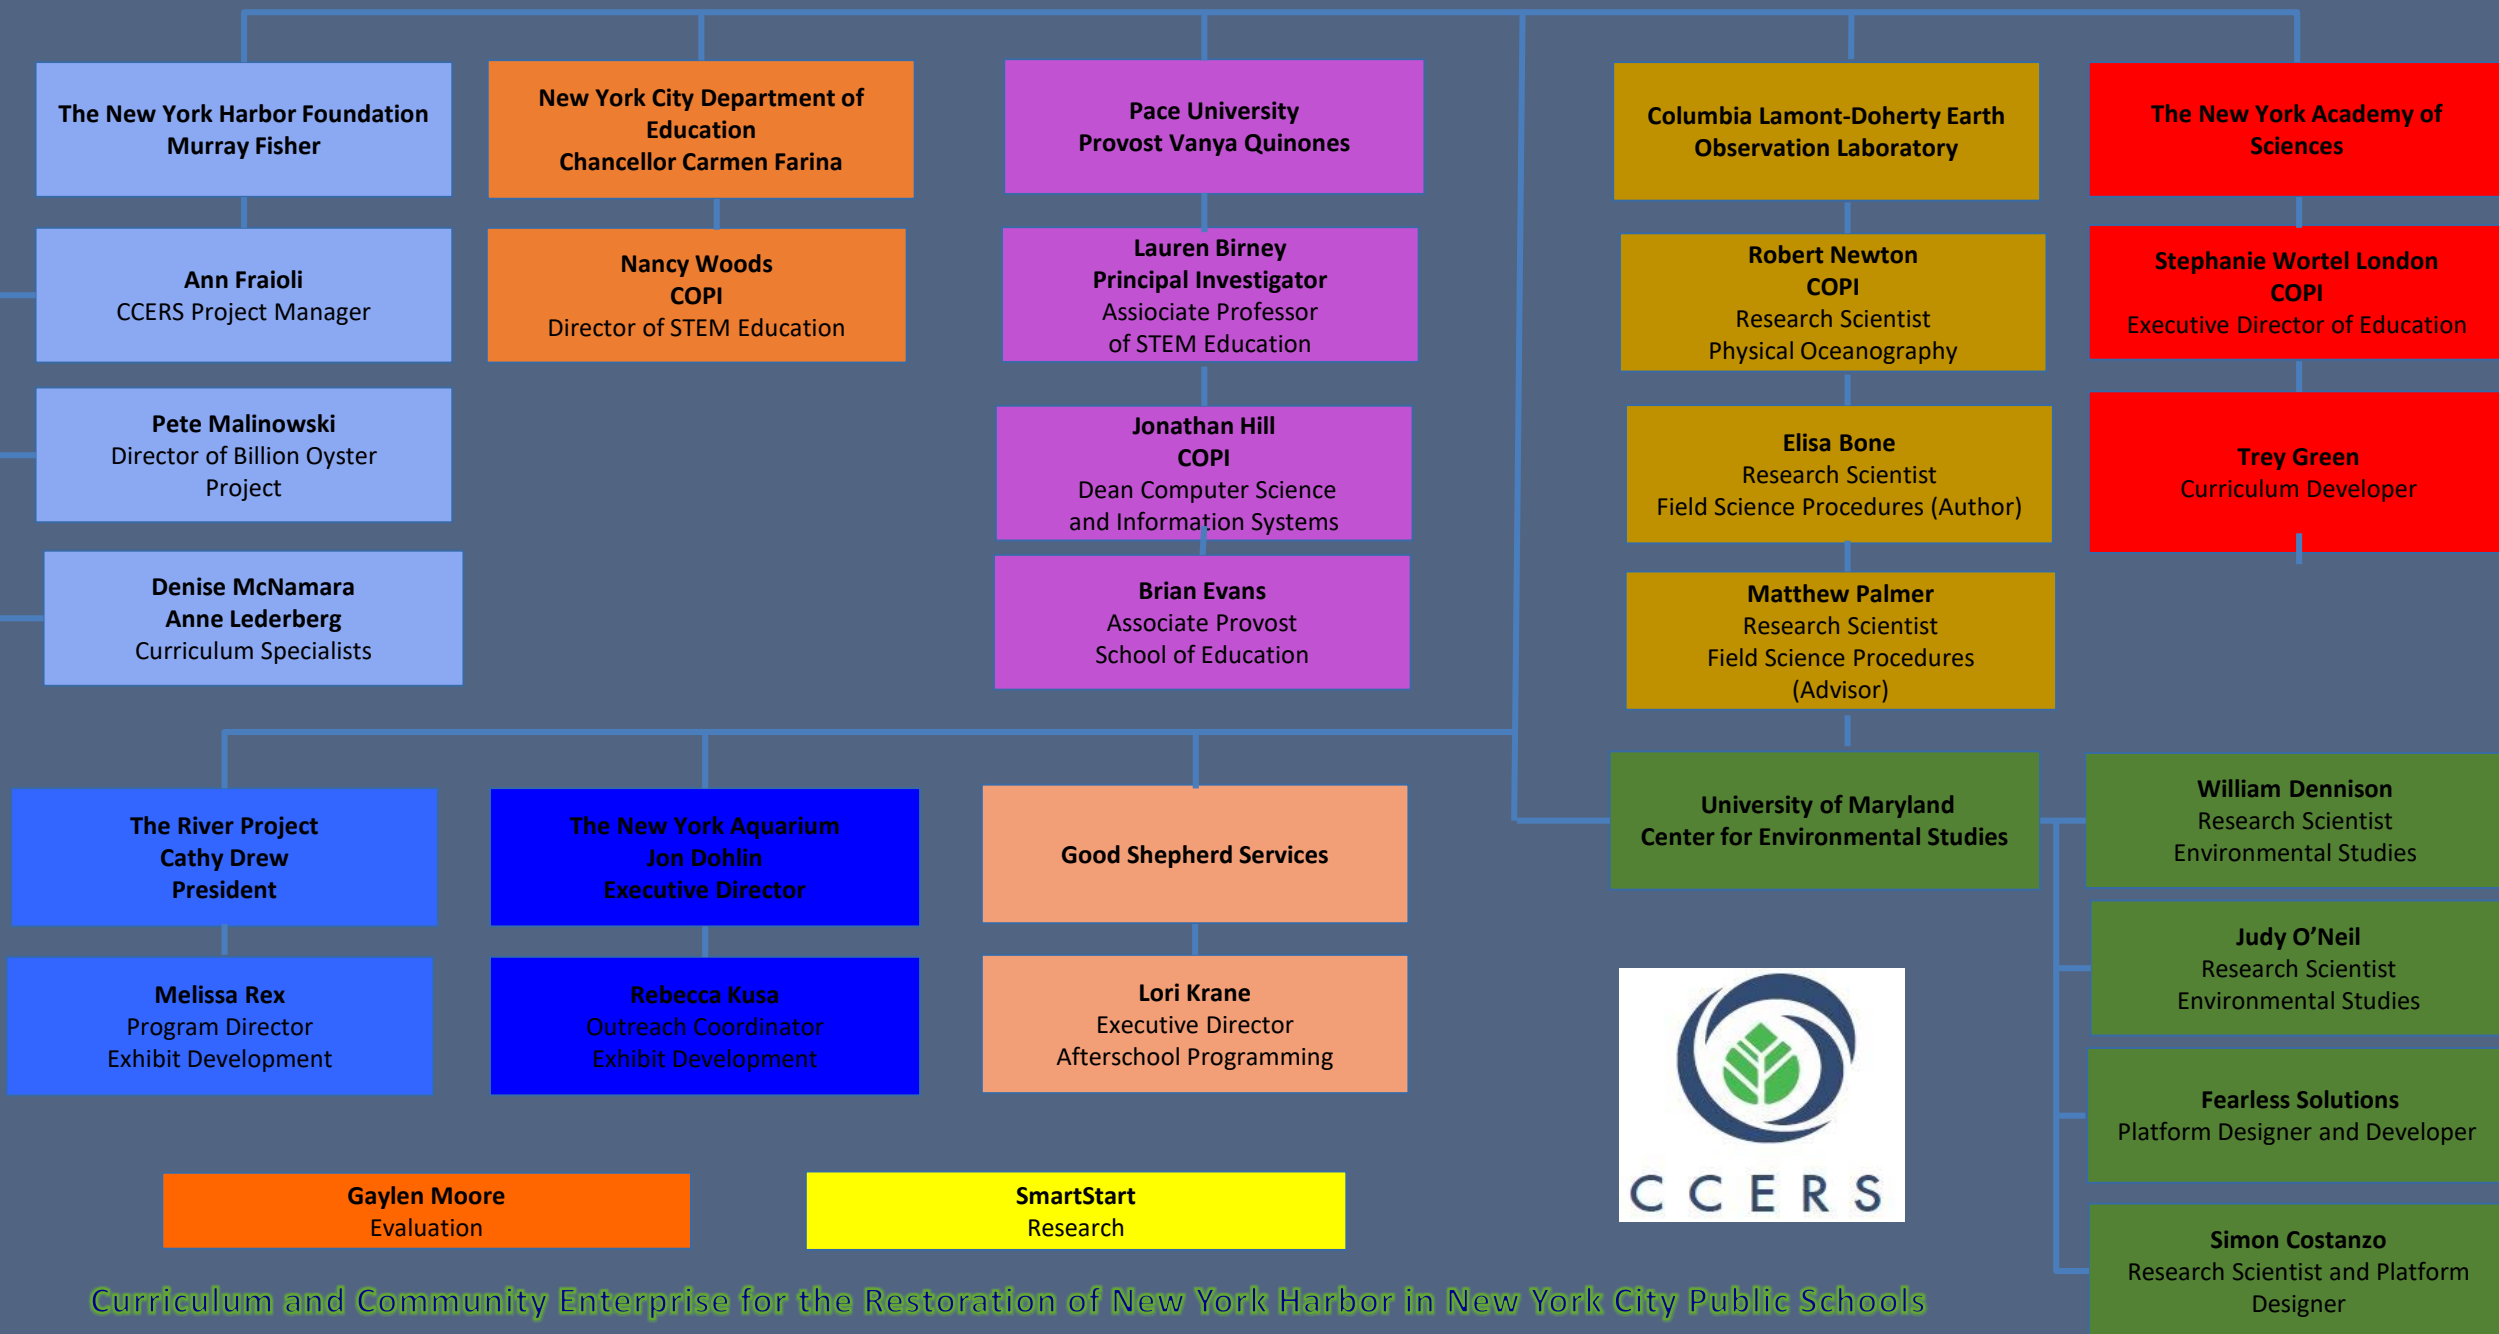 The New York Harbor Foundation
Murray Fisher
New York City Department of
Education
Chancellor Carmen Farina
Pace University
Provost Vanya Quinones
Columbia Lamont-Doherty Earth
Observation Laboratory
The New York Academy of
Sciences
Ann Fraioli
CCERS Project Manager
Nancy Woods
COPI
Director of STEM Education
Lauren Birney
Principal Investigator
Assiociate Professor
of STEM Education
Robert Newton
COPI
Research Scientist
Physical Oceanography
Stephanie Wortel London
COPI
Executive Director of Education
Pete Malinowski
Director of Billion Oyster
Project
Jonathan Hill
COPI
Dean Computer Science
and Information Systems
Elisa Bone
Research Scientist
Field Science Procedures (Author)
Trey Green
Curriculum Developer
Denise McNamara
Anne Lederberg
Curriculum Specialists
Brian Evans
Associate Provost
School of Education
Matthew Palmer
Research Scientist
Field Science Procedures
(Advisor)
The River Project
Cathy Drew
President
The New York Aquarium
Jon Dohlin
Executive Director
Good Shepherd Services
University of Maryland
Center for Environmental Studies
William Dennison
Research Scientist
Environmental Studies
Melissa Rex
Program Director
Exhibit Development
Rebecca Kusa
Outreach Coordinator
Exhibit Development
Lori Krane
Executive Director
Afterschool Programming
Judy O’Neil
Research Scientist
Environmental Studies
Fearless Solutions
Platform Designer and Developer
Gaylen Moore
Evaluation
SmartStart
Research
CCERS
Simon Costanzo
Research Scientist and Platform
Designer
Curriculum and Community Enterprise for the Restoration of New York Harbor in New York City Public Schools